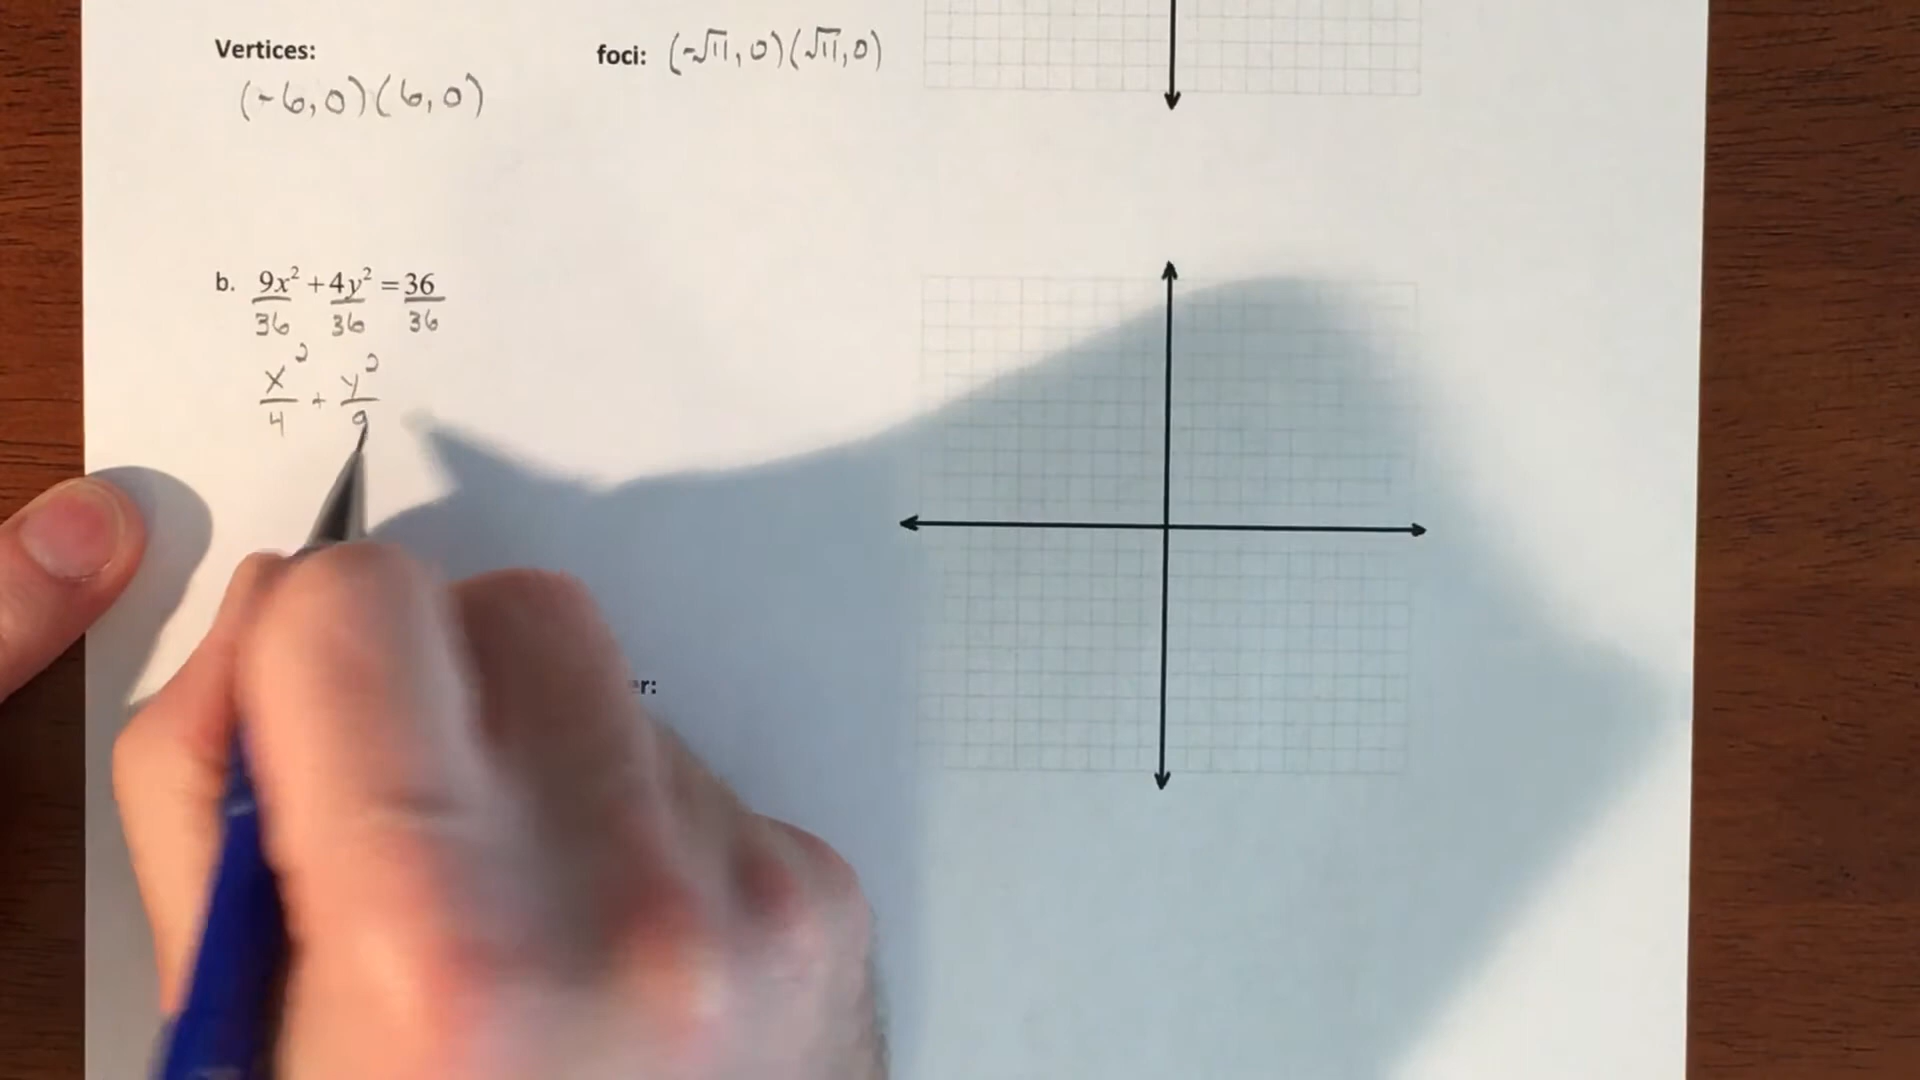 Vertices: foci: (-√11, 0)(√11, 0)
(-6, 0)(6, 0)
b. 9x² + 4y² = 36
36 36 36
x² + y²
4 9